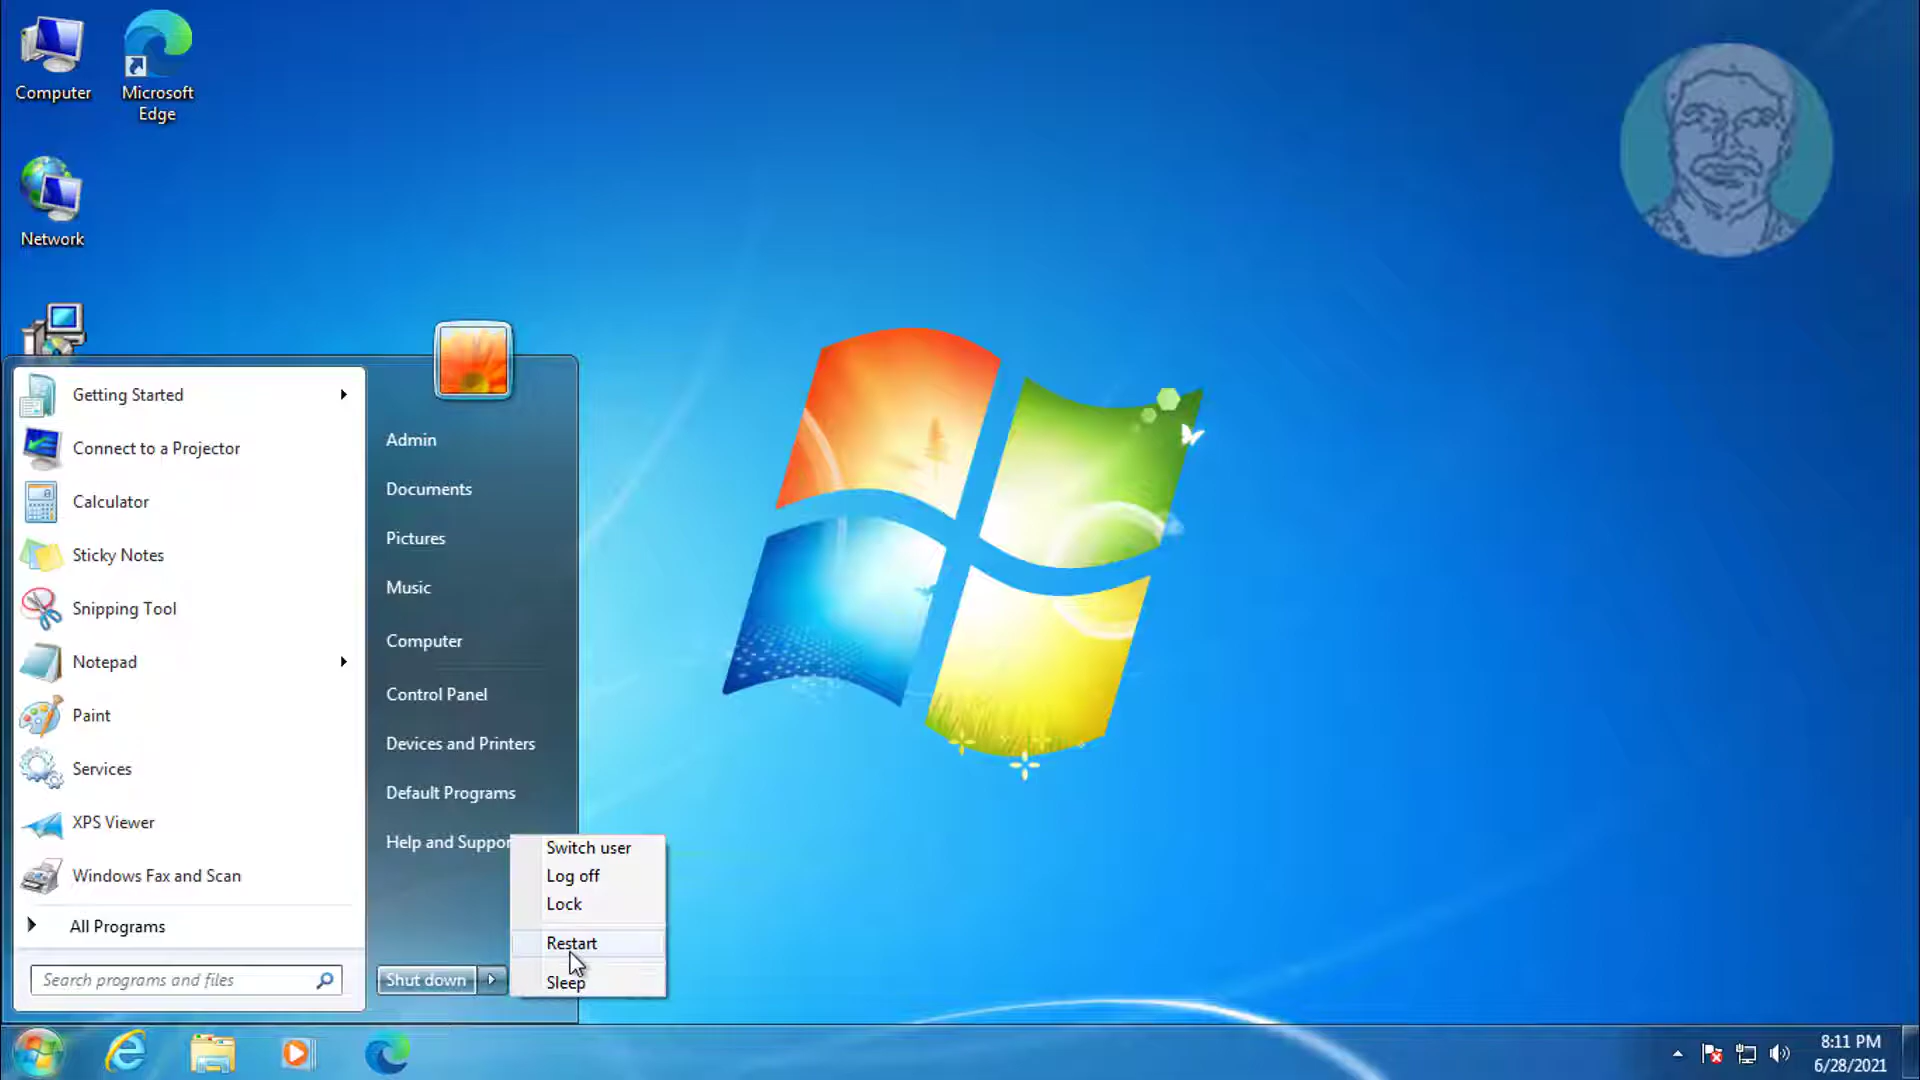 Computer
Microsoft
Edge
Network
Getting Started
Connect to a Projector
Calculator
Sticky Notes
Snipping Tool
Notepad
Paint
Services
XPS Viewer
Windows Fax and Scan
All Programs
Search programs and files
Admin
Documents
Pictures
Music
Computer
Control Panel
Devices and Printers
Default Programs
Help and Suppor
Shut down
Switch user
Log off
Lock
Restart
Sleep
8:11 PM
6/28/2021